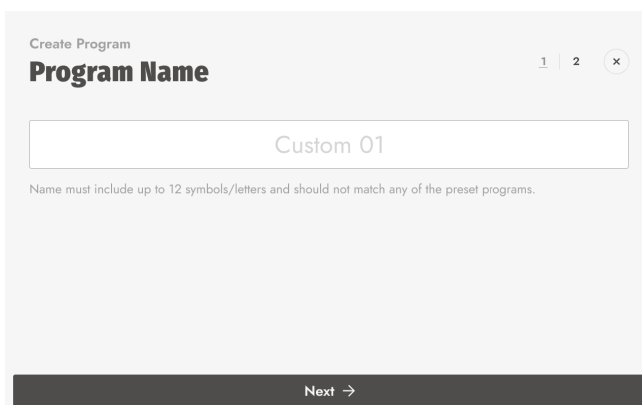 Create Program
Program Name
1 2 ×
Custom 01
Name must include up to 12 symbols/letters and should not match any of the preset programs.
Next →